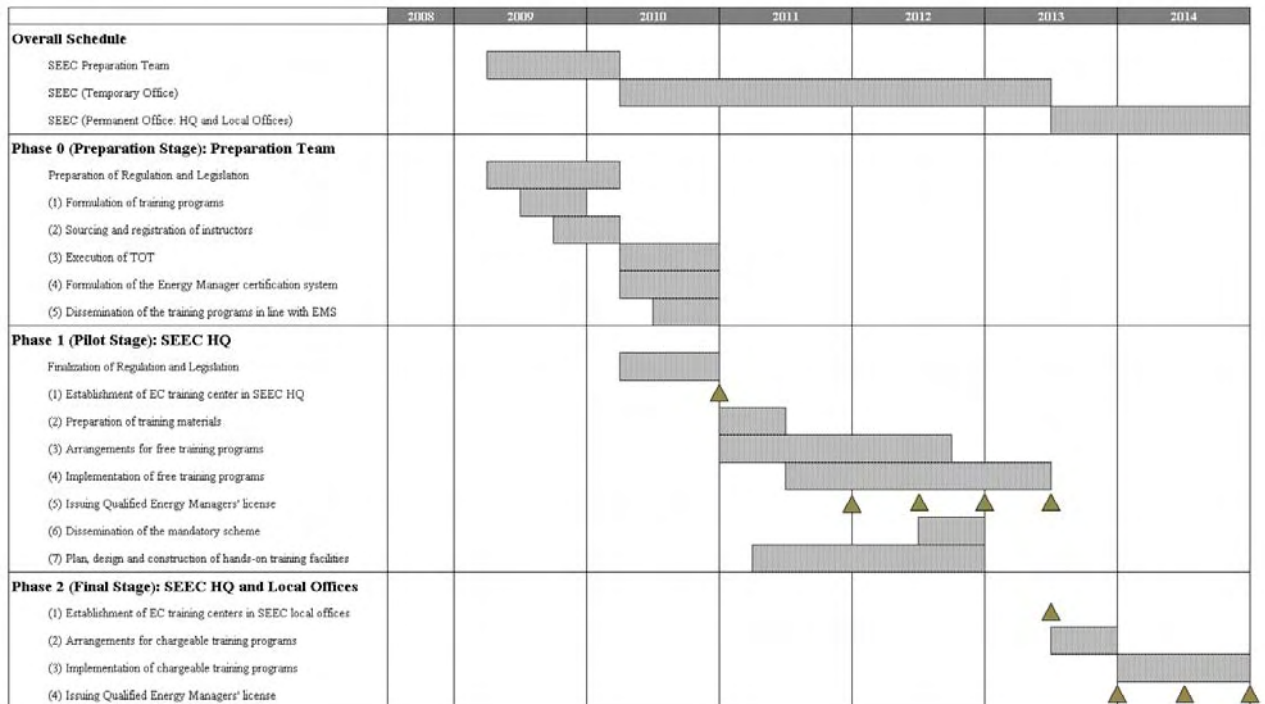 2008 2009 2010 2011 2012 2013 2014
Overall Schedule
SEEC Preparation Team
SEEC (Temporary Office)
SEEC (Permanent Office: HQ and Local Offices)
Phase 0 (Preparation Stage): Preparation Team
Preparation of Regulation and Legislation
(1) Formulation of training programs
(2) Sourcing and registration of instructors
(3) Execution of TOT
(4) Formulation of the Energy Manager certification system
(5) Dissemination of the training programs in line with EMS
Phase 1 (Pilot Stage): SEEC HQ
Finalization of Regulation and Legislation
(1) Establishment of EC training center in SEEC HQ
(2) Preparation of training materials
(3) Arrangements for free training programs
(4) Implementation of free training programs
(5) Issuing Qualified Energy Managers' license
(6) Dissemination of the mandatory scheme
(7) Plan, design and construction of hands-on training facilities
Phase 2 (Final Stage): SEEC HQ and Local Offices
(1) Establishment of EC training centers in SEEC local offices
(2) Arrangements for chargeable training programs
(3) Implementation of chargeable training programs
(4) Issuing Qualified Energy Managers' license